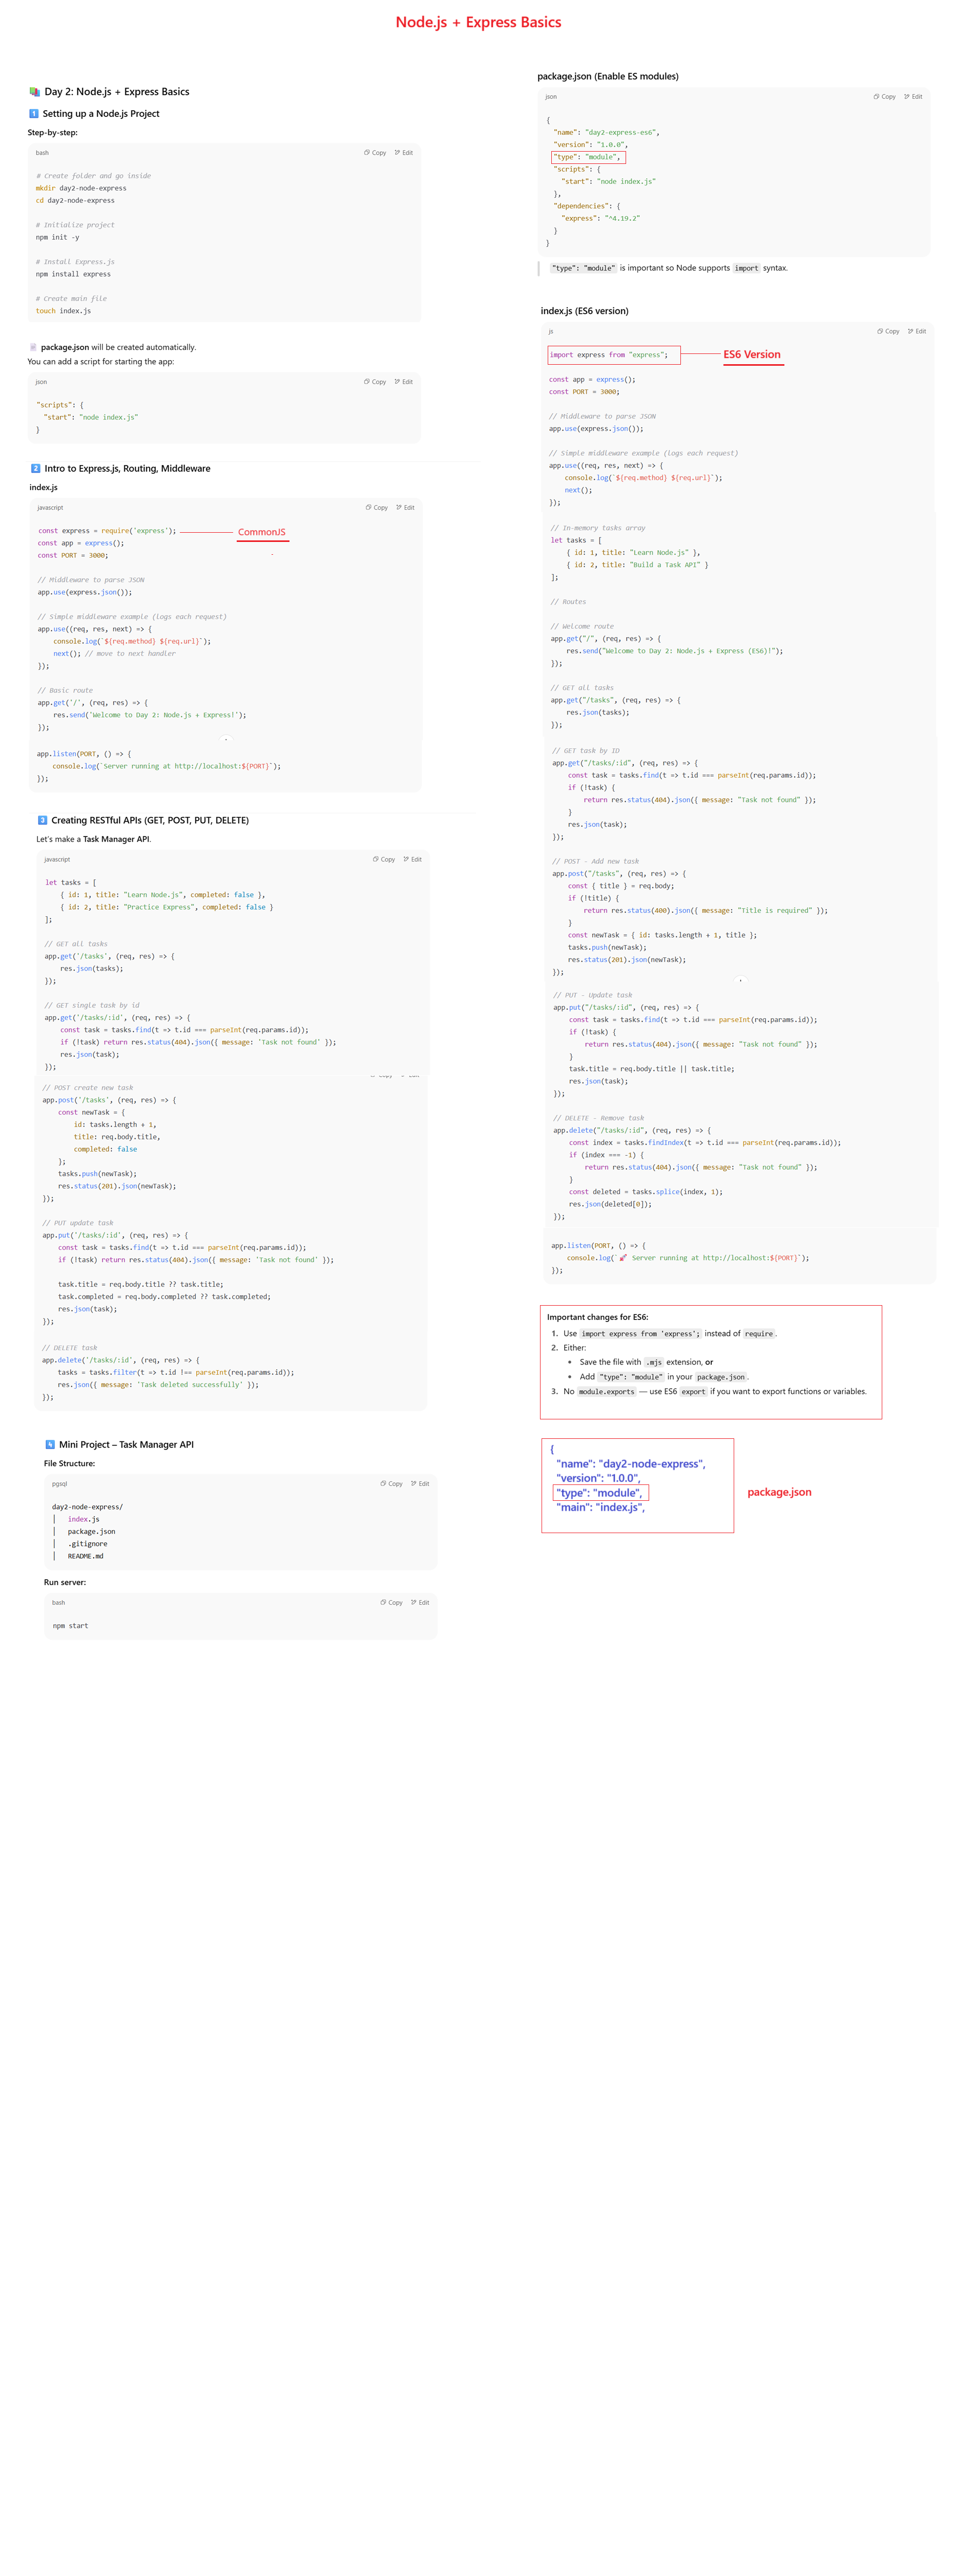 Node.js + Express Basics
📚 Day 2: Node.js + Express Basics
1️⃣ Setting up a Node.js Project
Step-by-step:
bash
Copy Edit
# Create folder and go inside
mkdir day2-node-express
cd day2-node-express
# Initialize project
npm init -y
# Install Express.js
npm install express
# Create main file
touch index.js
package.json will be created automatically.
You can add a script for starting the app:
json
Copy Edit
"scripts": {
  "start": "node index.js"
}
2️⃣ Intro to Express.js, Routing, Middleware
index.js
javascript
Copy Edit
const express = require('express');
CommonJS
const app = express();
const PORT = 3000;
// Middleware to parse JSON
app.use(express.json());
// Simple middleware example (logs each request)
app.use((req, res, next) => {
    console.log(`${req.method} ${req.url}`);
    next(); // move to next handler
});
// Basic route
app.get('/', (req, res) => {
    res.send('Welcome to Day 2: Node.js + Express!');
});
app.listen(PORT, () => {
    console.log(`Server running at http://localhost:${PORT}`);
});
3️⃣ Creating RESTful APIs (GET, POST, PUT, DELETE)
Let's make a Task Manager API.
javascript
Copy Edit
let tasks = [
    { id: 1, title: "Learn Node.js", completed: false },
    { id: 2, title: "Practice Express", completed: false }
];
// GET all tasks
app.get('/tasks', (req, res) => {
    res.json(tasks);
});
// GET single task by id
app.get('/tasks/:id', (req, res) => {
    const task = tasks.find(t => t.id === parseInt(req.params.id));
    if (!task) return res.status(404).json({ message: 'Task not found' });
    res.json(task);
});
// POST create new task
app.post('/tasks', (req, res) => {
    const newTask = {
        id: tasks.length + 1,
        title: req.body.title,
        completed: false
    };
    tasks.push(newTask);
    res.status(201).json(newTask);
});
// PUT update task
app.put('/tasks/:id', (req, res) => {
    const task = tasks.find(t => t.id === parseInt(req.params.id));
    if (!task) return res.status(404).json({ message: 'Task not found' });
    task.title = req.body.title ?? task.title;
    task.completed = req.body.completed ?? task.completed;
    res.json(task);
});
// DELETE task
app.delete('/tasks/:id', (req, res) => {
    tasks = tasks.filter(t => t.id !== parseInt(req.params.id));
    res.json({ message: 'Task deleted successfully' });
});
4️⃣ Mini Project – Task Manager API
File Structure:
pgsql
Copy Edit
day2-node-express/
│   index.js
│   package.json
│   .gitignore
│   README.md
Run server:
bash
Copy Edit
npm start
package.json (Enable ES modules)
json
Copy Edit
{
  "name": "day2-express-es6",
  "version": "1.0.0",
  "type": "module",
  "scripts": {
    "start": "node index.js"
  },
  "dependencies": {
    "express": "^4.19.2"
  }
}
"type": "module" is important so Node supports import syntax.
index.js (ES6 version)
js
Copy Edit
import express from "express";
ES6 Version
const app = express();
const PORT = 3000;
// Middleware to parse JSON
app.use(express.json());
// Simple middleware example (logs each request)
app.use((req, res, next) => {
    console.log(`${req.method} ${req.url}`);
    next();
});
// In-memory tasks array
let tasks = [
    { id: 1, title: "Learn Node.js" },
    { id: 2, title: "Build a Task API" }
];
// Routes
// Welcome route
app.get("/", (req, res) => {
    res.send("Welcome to Day 2: Node.js + Express (ES6)!");
});
// GET all tasks
app.get("/tasks", (req, res) => {
    res.json(tasks);
});
// GET task by ID
app.get("/tasks/:id", (req, res) => {
    const task = tasks.find(t => t.id === parseInt(req.params.id));
    if (!task) {
        return res.status(404).json({ message: "Task not found" });
    }
    res.json(task);
});
// POST - Add new task
app.post("/tasks", (req, res) => {
    const { title } = req.body;
    if (!title) {
        return res.status(400).json({ message: "Title is required" });
    }
    const newTask = { id: tasks.length + 1, title };
    tasks.push(newTask);
    res.status(201).json(newTask);
});
// PUT - Update task
app.put("/tasks/:id", (req, res) => {
    const task = tasks.find(t => t.id === parseInt(req.params.id));
    if (!task) {
        return res.status(404).json({ message: "Task not found" });
    }
    task.title = req.body.title || task.title;
    res.json(task);
});
// DELETE - Remove task
app.delete("/tasks/:id", (req, res) => {
    const index = tasks.findIndex(t => t.id === parseInt(req.params.id));
    if (index === -1) {
        return res.status(404).json({ message: "Task not found" });
    }
    const deleted = tasks.splice(index, 1);
    res.json(deleted[0]);
});
app.listen(PORT, () => {
    console.log(`🚀 Server running at http://localhost:${PORT}`);
});
Important changes for ES6:
1. Use import express from 'express'; instead of require.
2. Either:
• Save the file with .mjs extension, or
• Add "type": "module" in your package.json.
3. No module.exports — use ES6 export if you want to export functions or variables.
{
  "name": "day2-node-express",
  "version": "1.0.0",
  "type": "module",
package.json
  "main": "index.js",